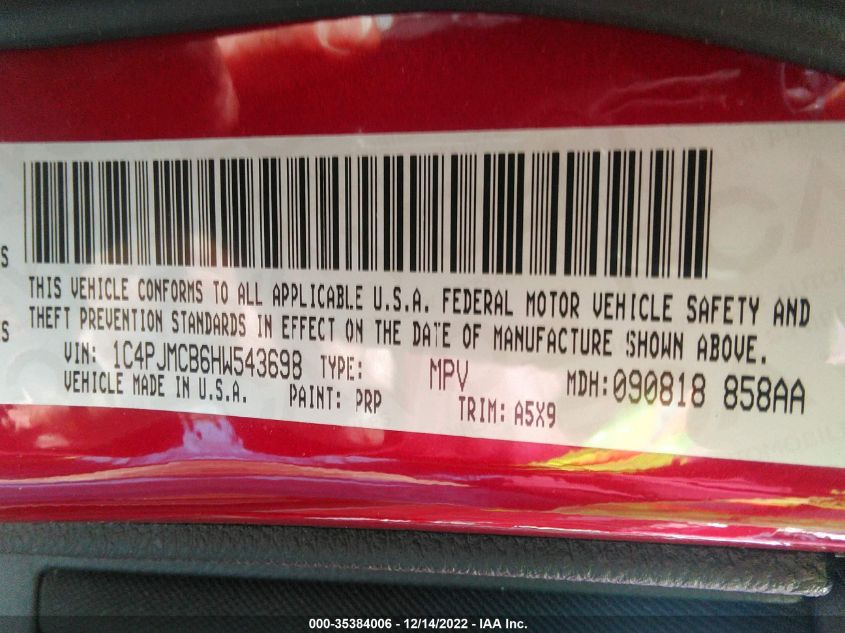 S
THIS VEHICLE CONFORMS TO ALL APPLICABLE U.S.A. FEDERAL MOTOR VEHICLE SAFETY AND
S
THEFT PREVENTION STANDARDS IN EFFECT ON THE DATE OF MANUFACTURE SHOWN ABOVE.
VIN: 1C4PJMCB6HW543698 TYPE: MPV MDH:090818 858AA
VEHICLE MADE IN U.S.A. PAINT: PRP TRIM: A5X9
000-35384006 - 12/14/2022 - IAA Inc.